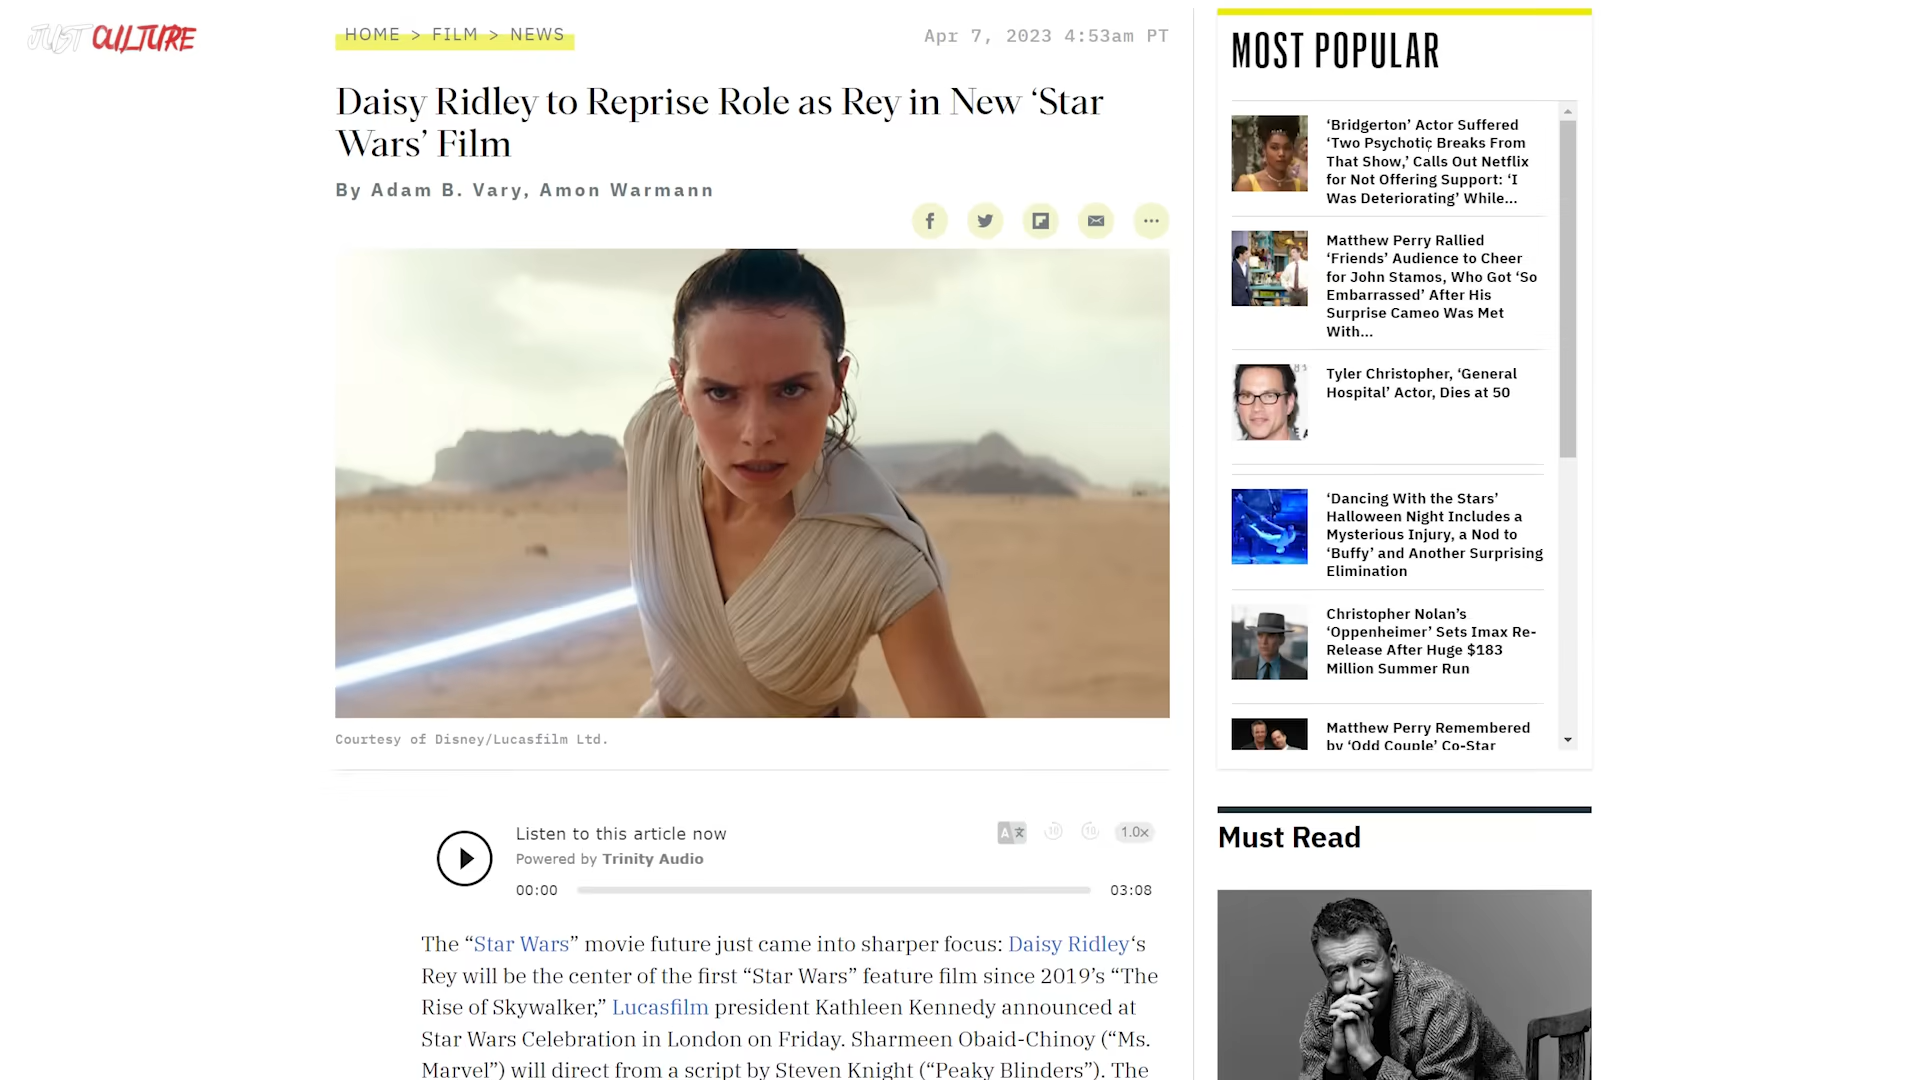 JUST CULTURE
HOME > FILM > NEWS
Apr 7, 2023 4:53am PT
Daisy Ridley to Reprise Role as Rey in New ‘Star
Wars’ Film
By Adam B. Vary, Amon Warmann
Courtesy of Disney/Lucasfilm Ltd.
Listen to this article now
Powered by Trinity Audio
A
10
10
1.0x
00:00
03:08
The “Star Wars” movie future just came into sharper focus: Daisy Ridley‘s
Rey will be the center of the first “Star Wars” feature film since 2019’s “The
Rise of Skywalker,” Lucasfilm president Kathleen Kennedy announced at
Star Wars Celebration in London on Friday. Sharmeen Obaid-Chinoy (“Ms.
Marvel”) will direct from a script by Steven Knight (“Peaky Blinders”). The
MOST POPULAR
‘Bridgerton’ Actor Suffered
‘Two Psychotic Breaks From
That Show,’ Calls Out Netflix
for Not Offering Support: ‘I
Was Deteriorating’ While...
Matthew Perry Rallied
‘Friends’ Audience to Cheer
for John Stamos, Who Got ‘So
Embarrassed’ After His
Surprise Cameo Was Met
With...
Tyler Christopher, ‘General
Hospital’ Actor, Dies at 50
‘Dancing With the Stars’
Halloween Night Includes a
Mysterious Injury, a Nod to
‘Buffy’ and Another Surprising
Elimination
Christopher Nolan’s
‘Oppenheimer’ Sets Imax Re-
Release After Huge $183
Million Summer Run
Matthew Perry Remembered
by ‘Odd Couple’ Co-Star
Must Read